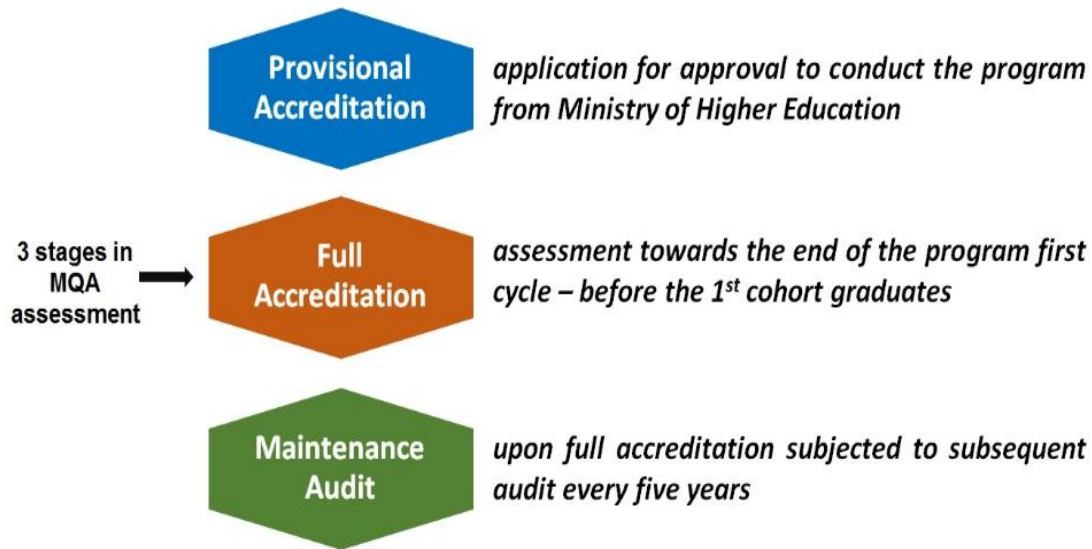 Provisional
Accreditation
application for approval to conduct the program
from Ministry of Higher Education
3 stages in
MQA
assessment
Full
Accreditation
assessment towards the end of the program first
cycle – before the 1st cohort graduates
Maintenance
Audit
upon full accreditation subjected to subsequent
audit every five years